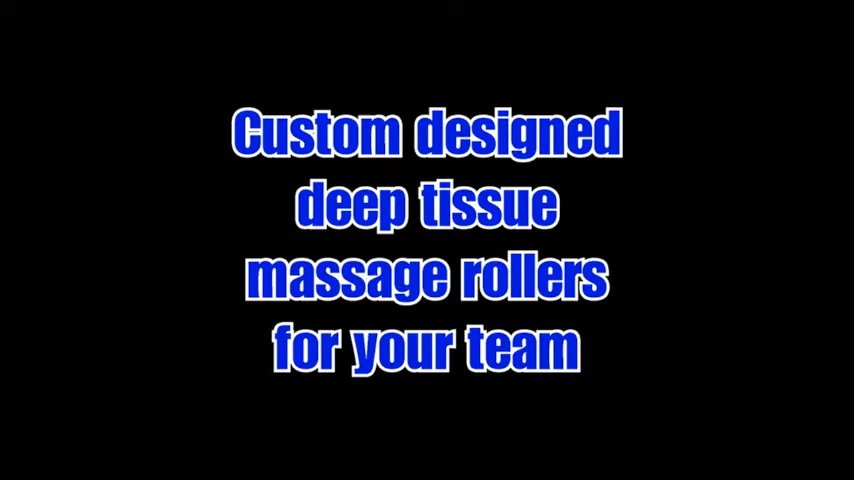 Custom designed
deep tissue
massage rollers
for your team